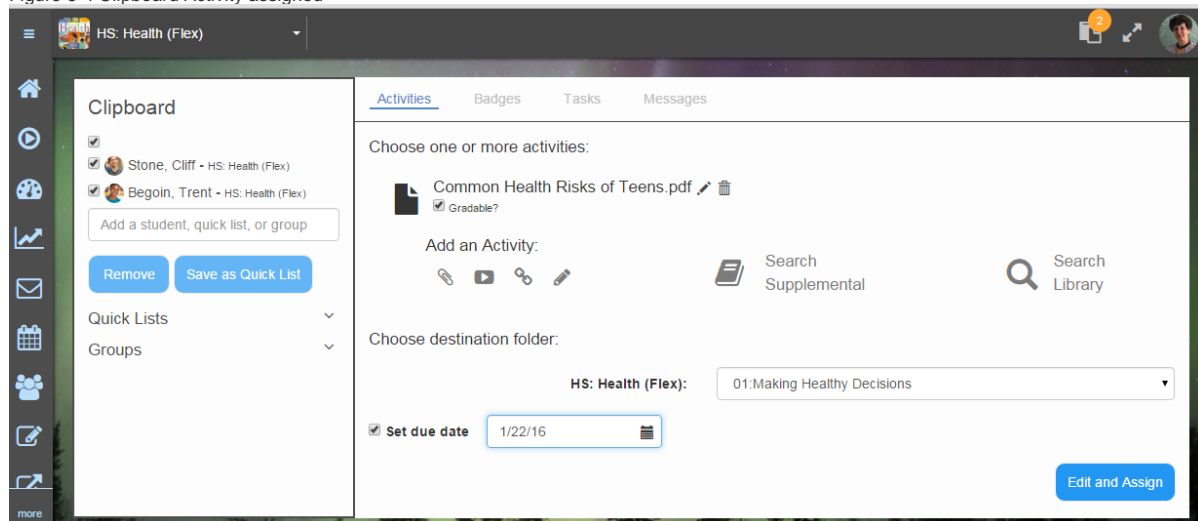 HS: Health (Flex)
2
Clipboard
Stone, Cliff - HS: Health (Flex)
Begoin, Trent - HS: Health (Flex)
Add a student, quick list, or group
Remove
Save as Quick List
Quick Lists
Groups
Activities
Badges
Tasks
Messages
Choose one or more activities:
Common Health Risks of Teens.pdf
Gradable?
Add an Activity:
Search
Supplemental
Search
Library
Choose destination folder:
HS: Health (Flex):
01:Making Healthy Decisions
Set due date
1/22/16
Edit and Assign
more